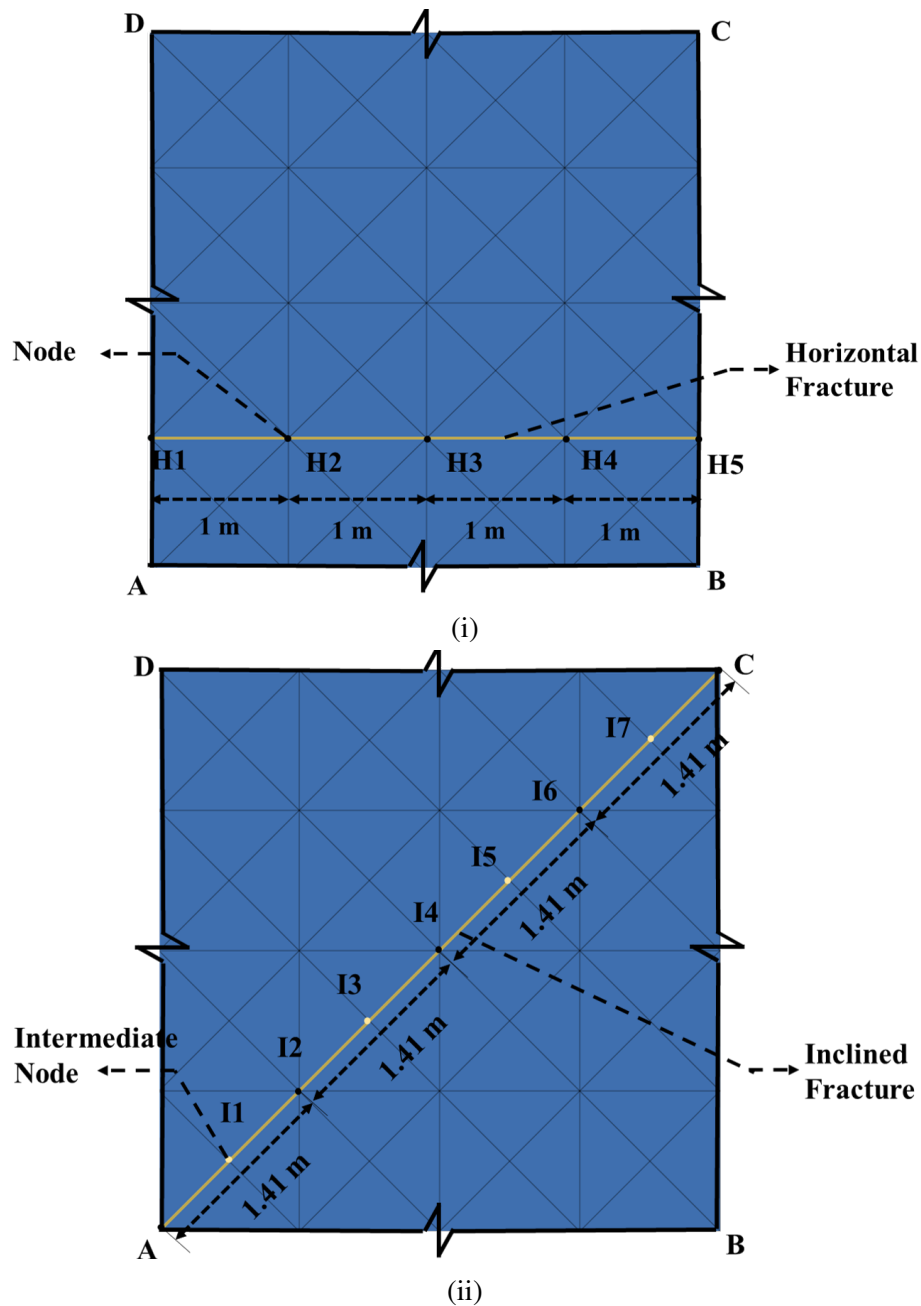 D
C
Node
Horizontal
Fracture
H1
H2
H3
H4
H5
1 m
1 m
1 m
1 m
A
B
(i)
D
C
I7
1.41 m
I6
I5
1.41 m
I4
I3
1.41 m
Intermediate
Node
I2
Inclined
Fracture
I1
1.41 m
A
B
(ii)